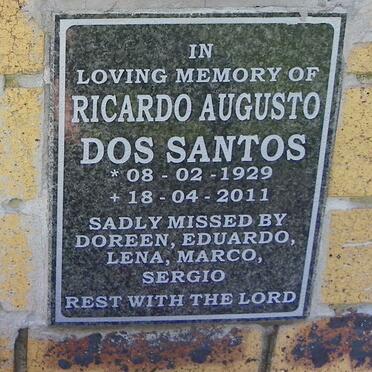 IN
LOVING MEMORY OF
RICARDO AUGUSTO
DOS SANTOS
* 08 - 02 - 1929
+ 18 - 04 - 2011
SADLY MISSED BY
DOREEN, EDUARDO,
LENA, MARCO,
SERGIO
REST WITH THE LORD